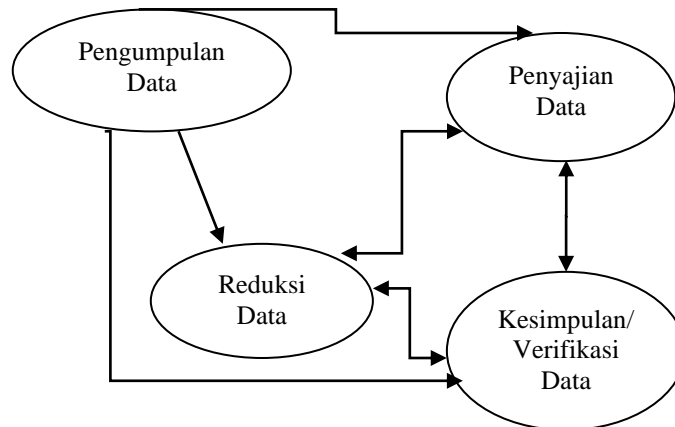 Pengumpulan
Data
Penyajian
Data
Reduksi
Data
Kesimpulan/
Verifikasi
Data